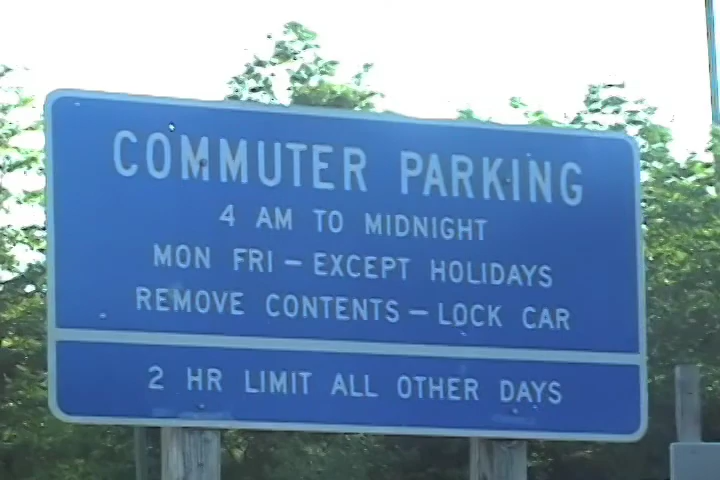 COMMUTER PARKING
4 AM TO MIDNIGHT
MON FRI – EXCEPT HOLIDAYS
REMOVE CONTENTS – LOCK CAR
2 HR LIMIT ALL OTHER DAYS